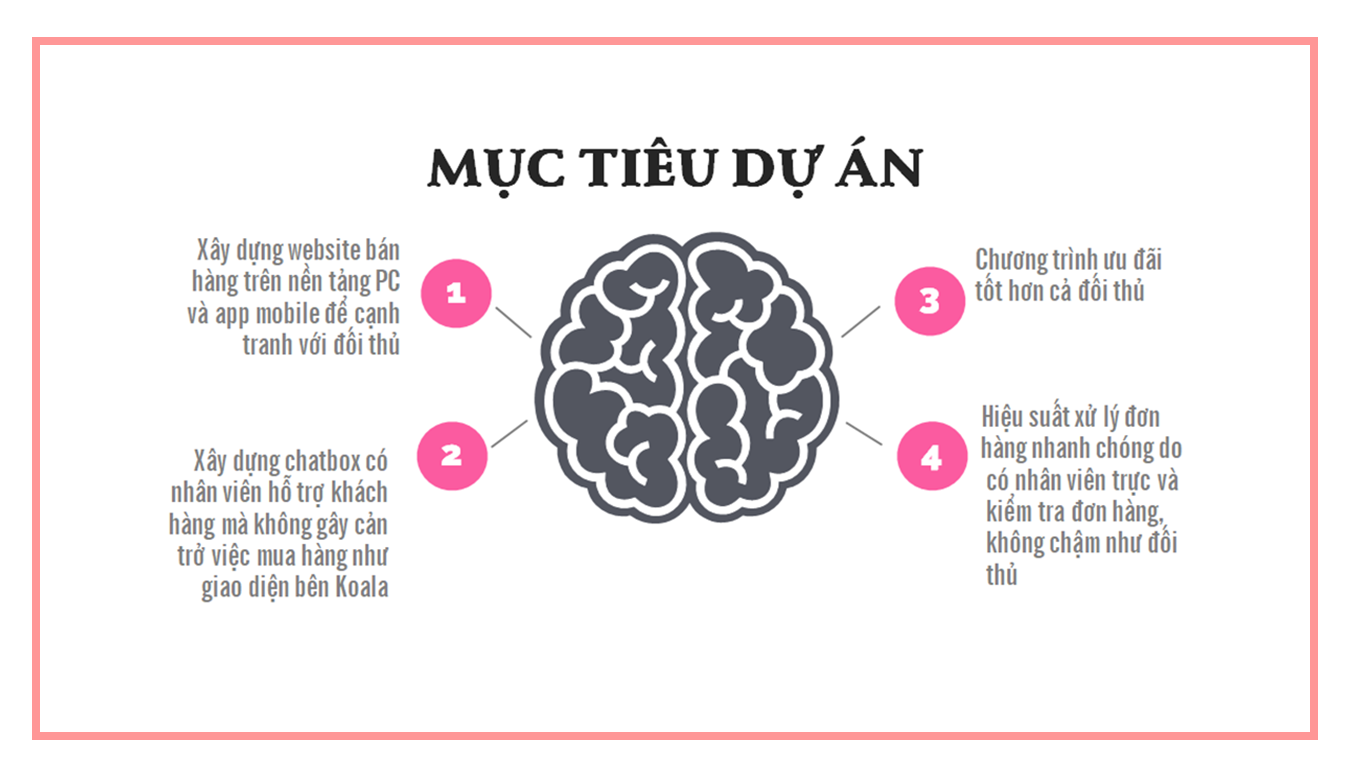 MỤC TIÊU DỰ ÁN
Xây dựng website bán
hàng trên nền tảng PC
và app mobile để cạnh
tranh với đối thủ
1
Xây dựng chatbox có
nhân viên hỗ trợ khách
hàng mà không gây cản
trở việc mua hàng như
giao diện bên Koala
2
3
Chương trình ưu đãi
tốt hơn cả đối thủ
4
Hiệu suất xử lý đơn
hàng nhanh chóng do
có nhân viên trực và
kiểm tra đơn hàng,
không chậm như đối
thủ